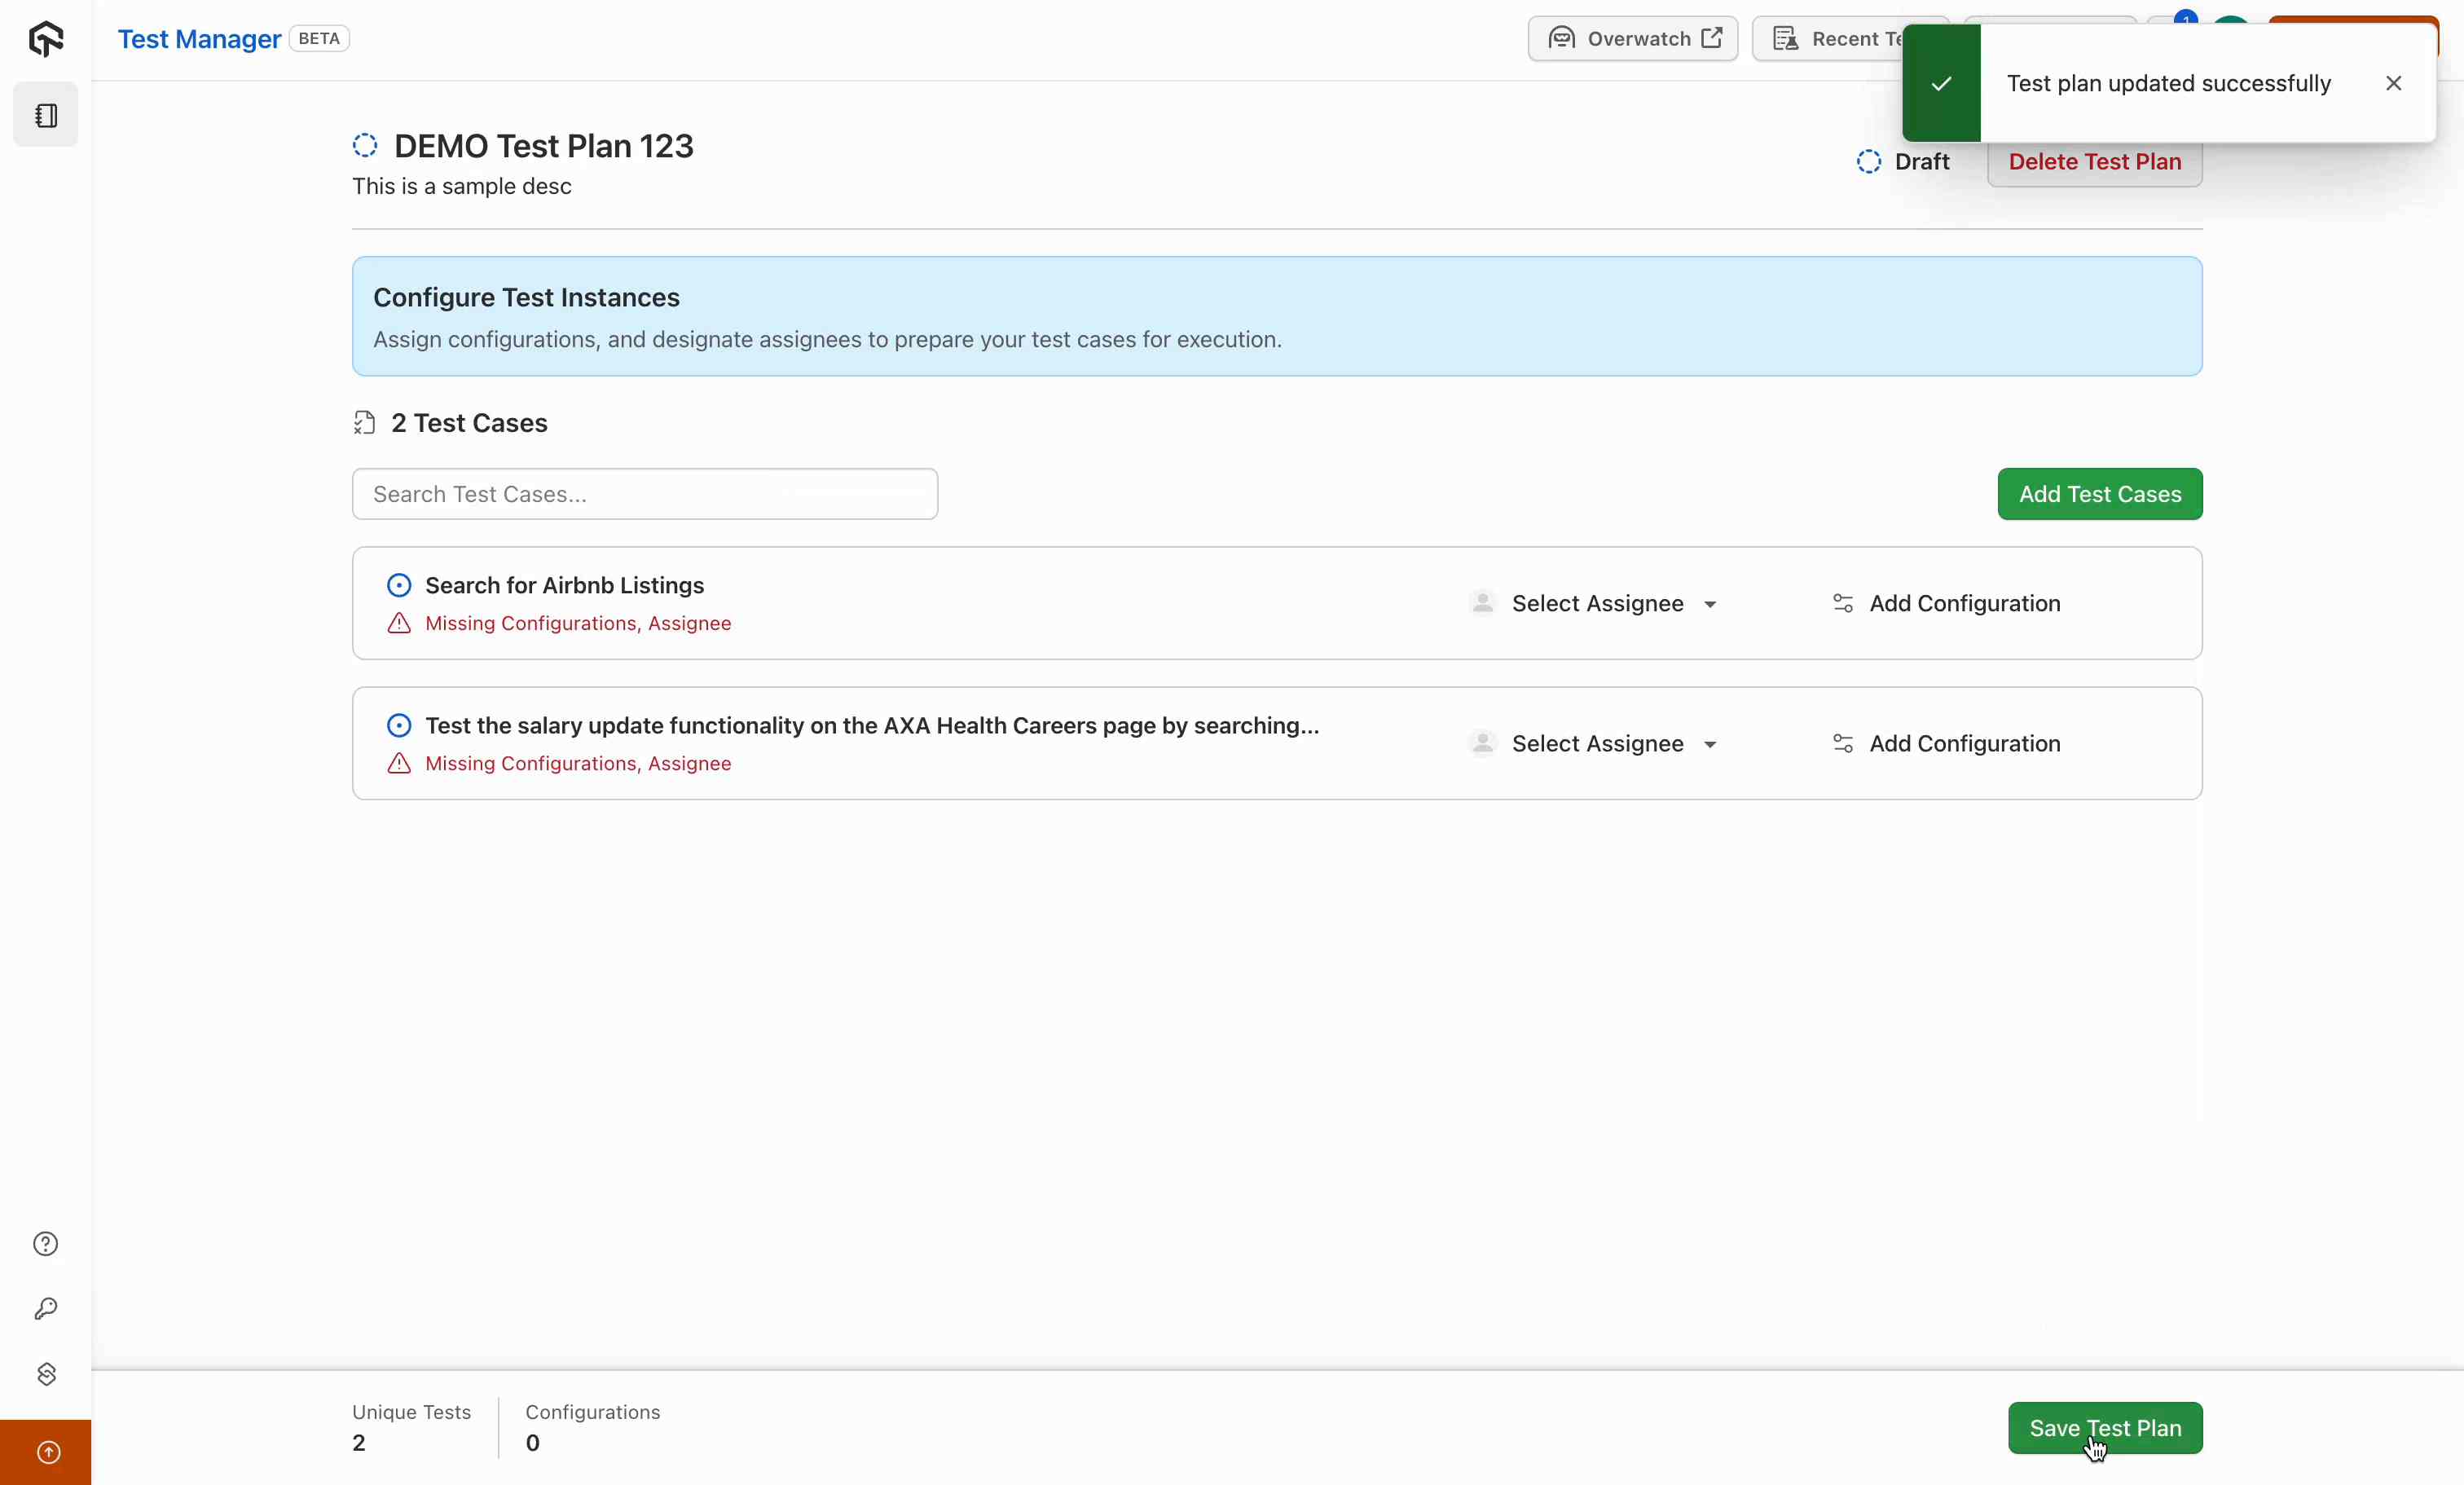 Test Manager BETA
Overwatch
Recent Te
1
Test plan updated successfully
DEMO Test Plan 123
This is a sample desc
Draft
Delete Test Plan
Configure Test Instances
Assign configurations, and designate assignees to prepare your test cases for execution.
2 Test Cases
Search Test Cases...
Add Test Cases
Search for Airbnb Listings
Missing Configurations, Assignee
Select Assignee
Add Configuration
Test the salary update functionality on the AXA Health Careers page by searching...
Missing Configurations, Assignee
Select Assignee
Add Configuration
Unique Tests
2
Configurations
0
Save Test Plan